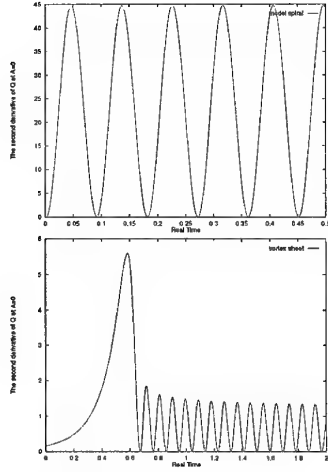 45
model spiral
40
35
30
25
20
15
10
5
0
The second derivative of Q at A=0
0 0.05 0.1 0.15 0.2 0.25 0.3 0.35 0.4 0.45 0.5
Real Time
6
vortex sheet
5
4
3
2
1
0
The second derivative of Q at A=0
0 0.2 0.4 0.6 0.8 1 1.2 1.4 1.6 1.8 2
Real Time